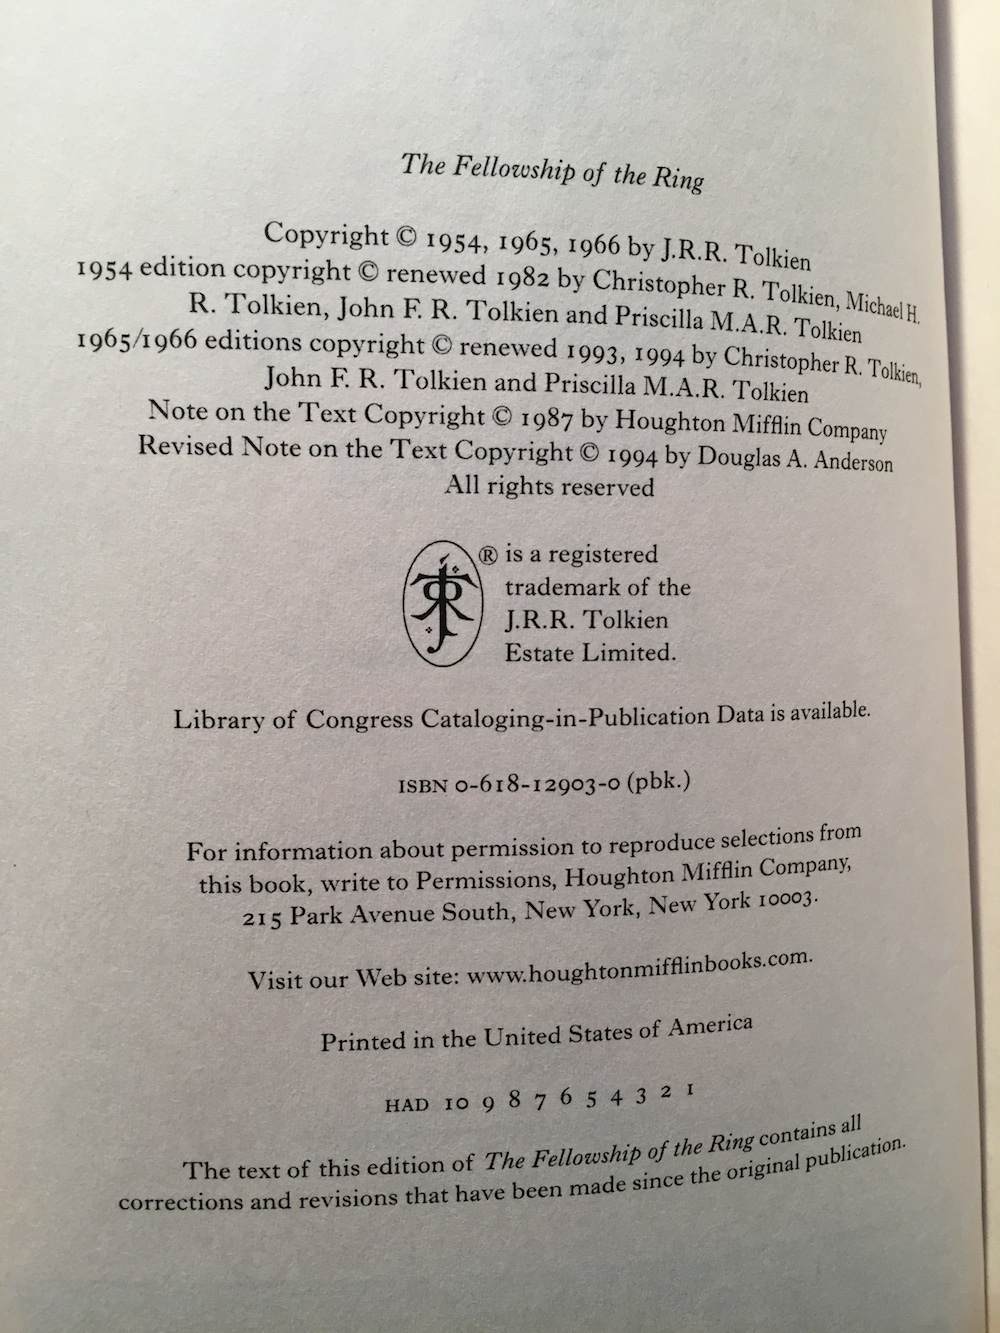 The Fellowship of the Ring
Copyright © 1954, 1965, 1966 by J.R.R. Tolkien
1954 edition copyright © renewed 1982 by Christopher R. Tolkien, Michael H.
R. Tolkien, John F. R. Tolkien and Priscilla M.A.R. Tolkien
1965/1966 editions copyright © renewed 1993, 1994 by Christopher R. Tolkien,
John F. R. Tolkien and Priscilla M.A.R. Tolkien
Note on the Text Copyright © 1987 by Houghton Mifflin Company
Revised Note on the Text Copyright © 1994 by Douglas A. Anderson
All rights reserved
® is a registered
trademark of the
J.R.R. Tolkien
Estate Limited.
Library of Congress Cataloging-in-Publication Data is available.
ISBN 0-618-12903-0 (pbk.)
For information about permission to reproduce selections from
this book, write to Permissions, Houghton Mifflin Company,
215 Park Avenue South, New York, New York 10003.
Visit our Web site: www.houghtonmifflinbooks.com.
Printed in the United States of America
HAD 10 9 8 7 6 5 4 3 2 1
The text of this edition of The Fellowship of the Ring contains all
corrections and revisions that have been made since the original publication.